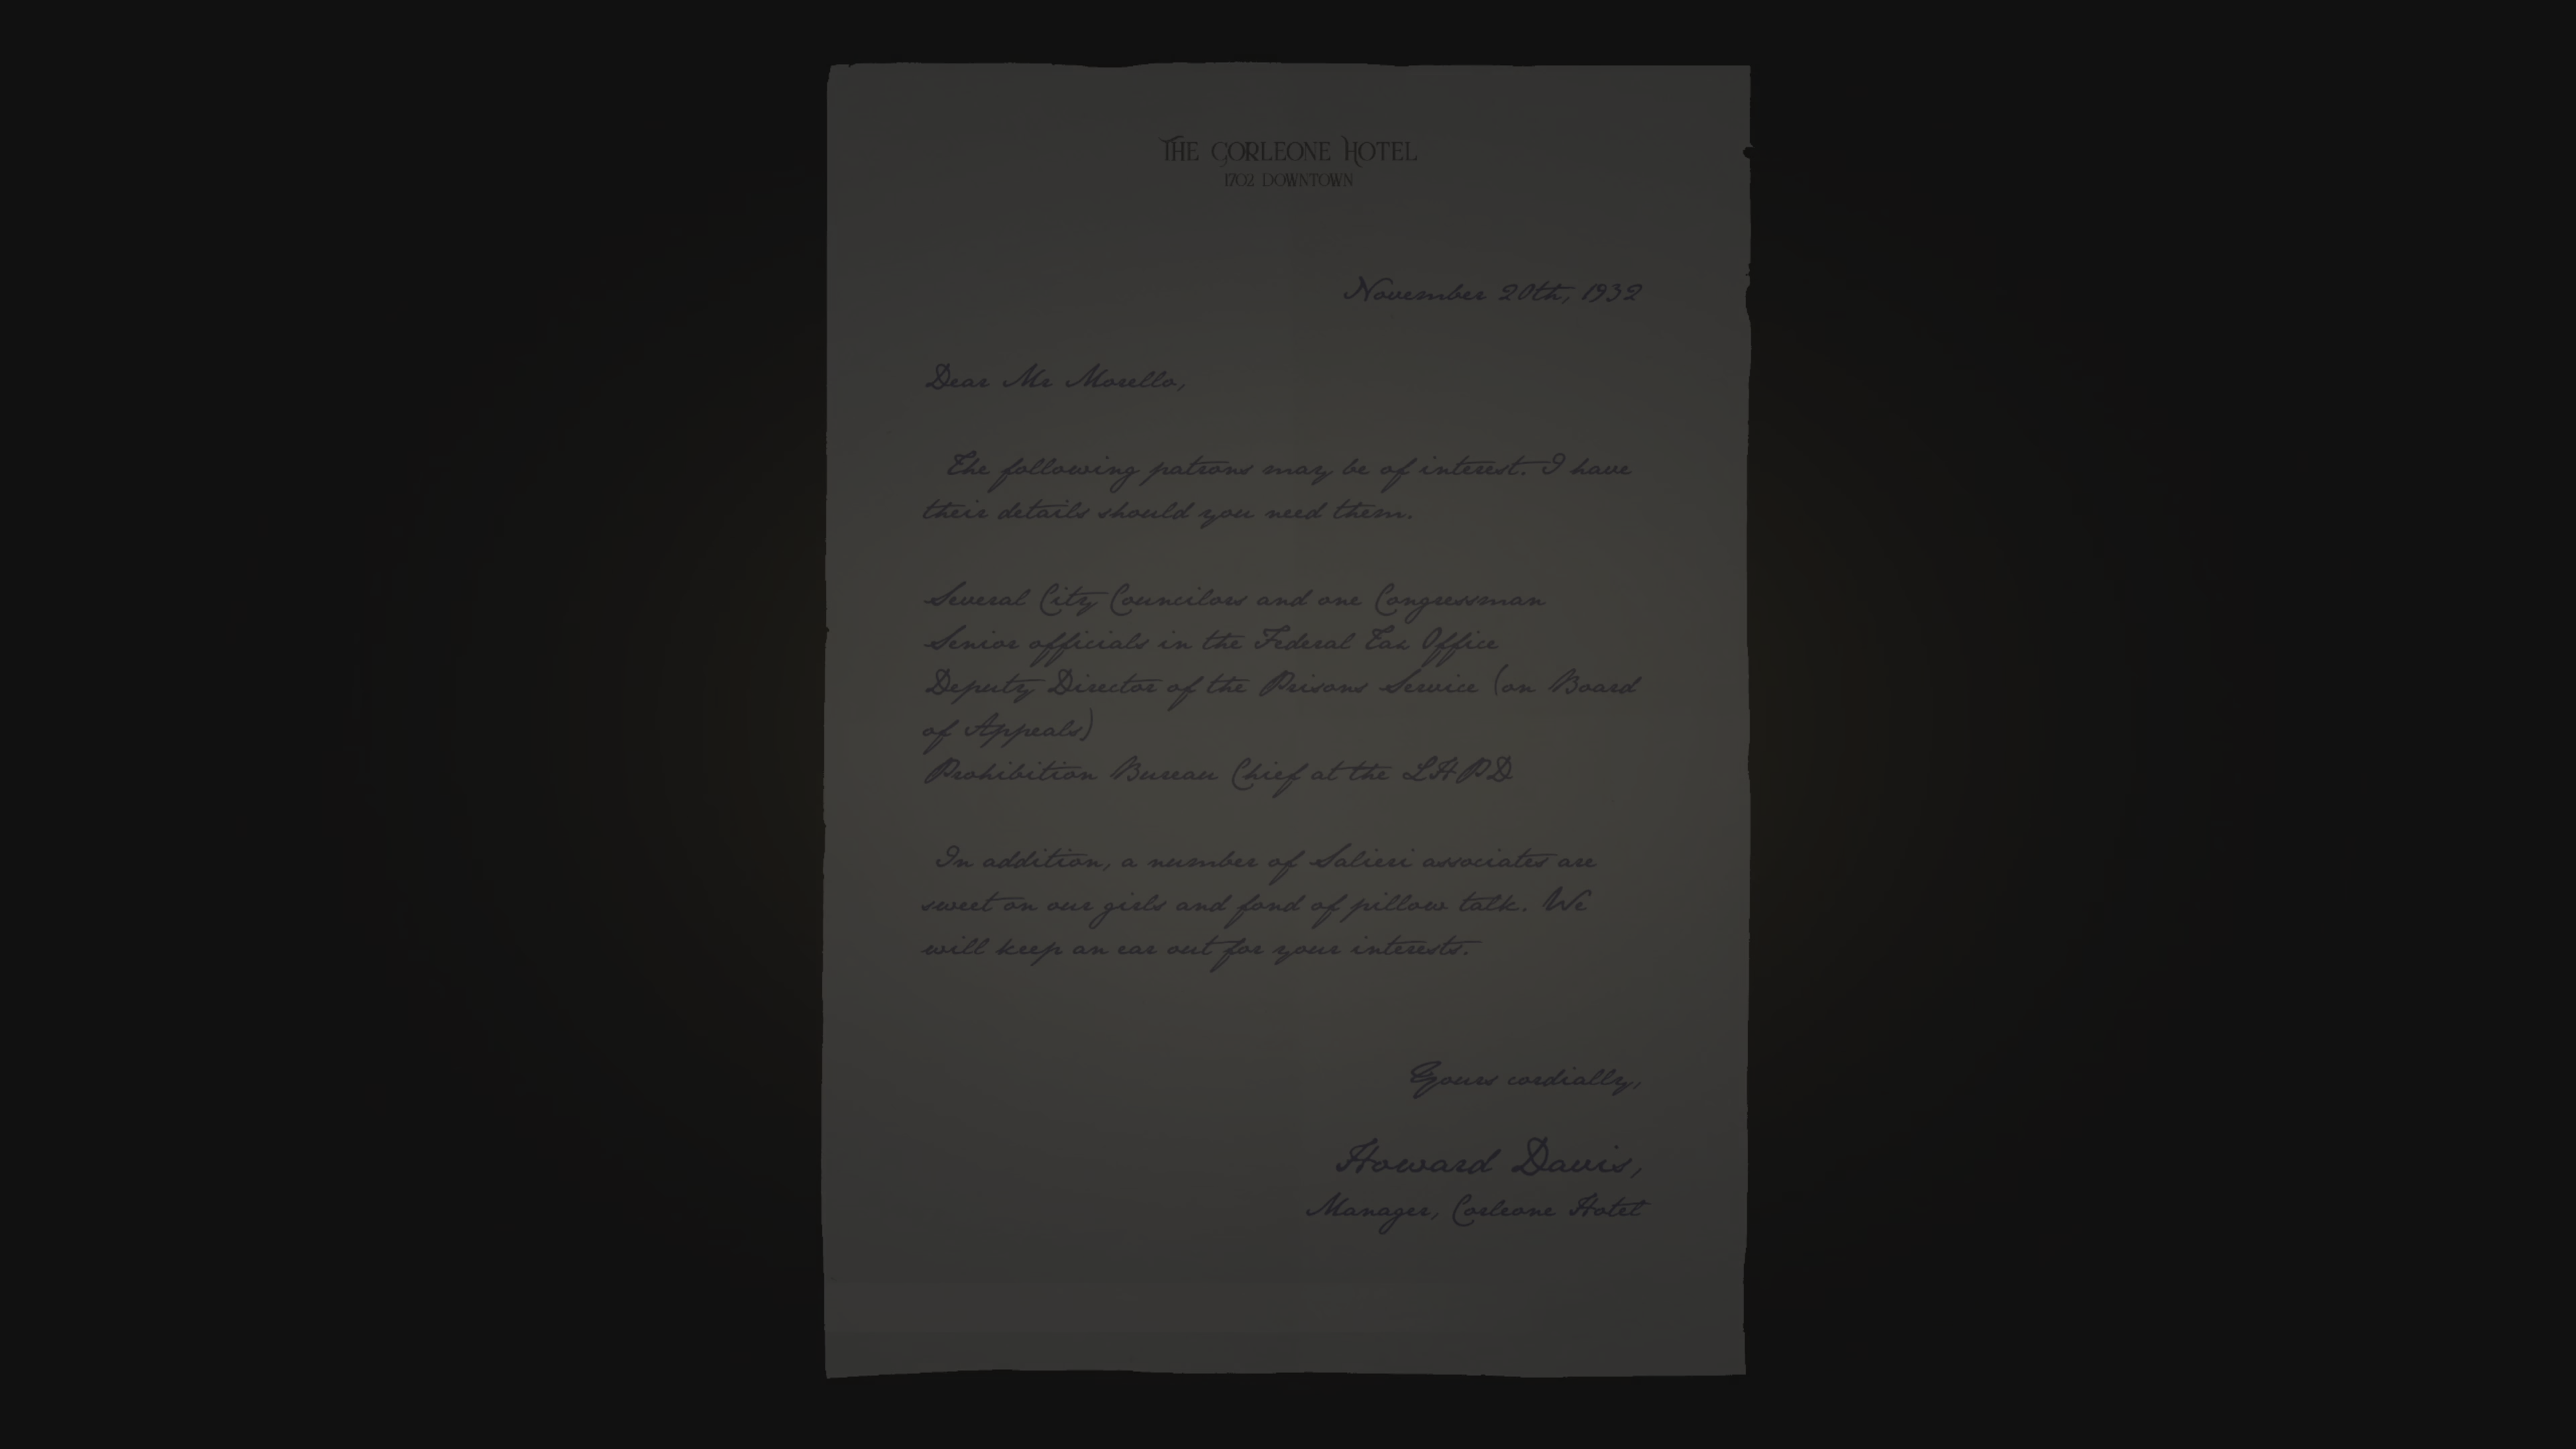 THE CORLEONE HOTEL
1702 DOWNTOWN
November 20th, 1932
Dear Mr Morello,
The following patrons may be of interest. I have
their details should you need them.
Several City Councilors and one Congressman
Senior officials in the Federal Tax Office
Deputy Director of the Prisons Service (on Board
of Appeals)
Prohibition Bureau Chief at the LHPD
In addition, a number of Salieri associates are
sweet on our girls and fond of pillow talk. We
will keep an ear out for your interests.
Yours cordially,
Howard Davis,
Manager, Corleone Hotel